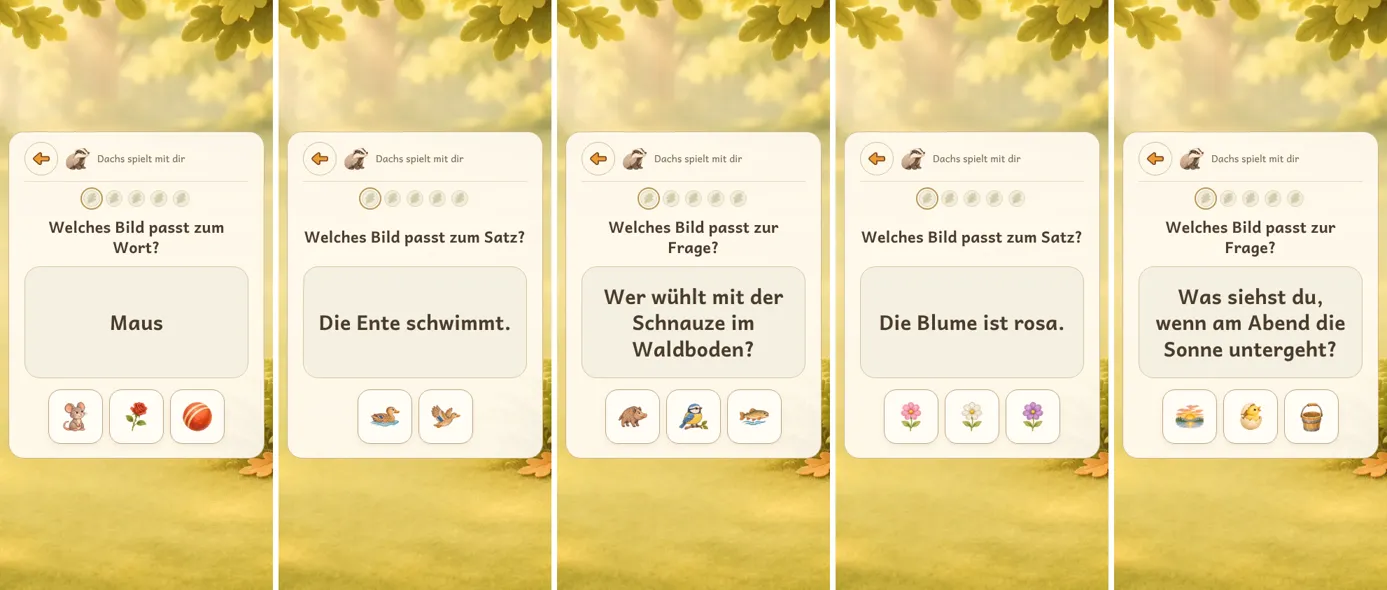 Dachs spielt mit dir
Welches Bild passt zum
Wort?
Maus
Dachs spielt mit dir
Welches Bild passt zum Satz?
Die Ente schwimmt.
Dachs spielt mit dir
Welches Bild passt zur
Frage?
Wer wühlt mit der
Schnauze im
Waldboden?
Dachs spielt mit dir
Welches Bild passt zum Satz?
Die Blume ist rosa.
Dachs spielt mit dir
Welches Bild passt zur
Frage?
Was siehst du,
wenn am Abend die
Sonne untergeht?